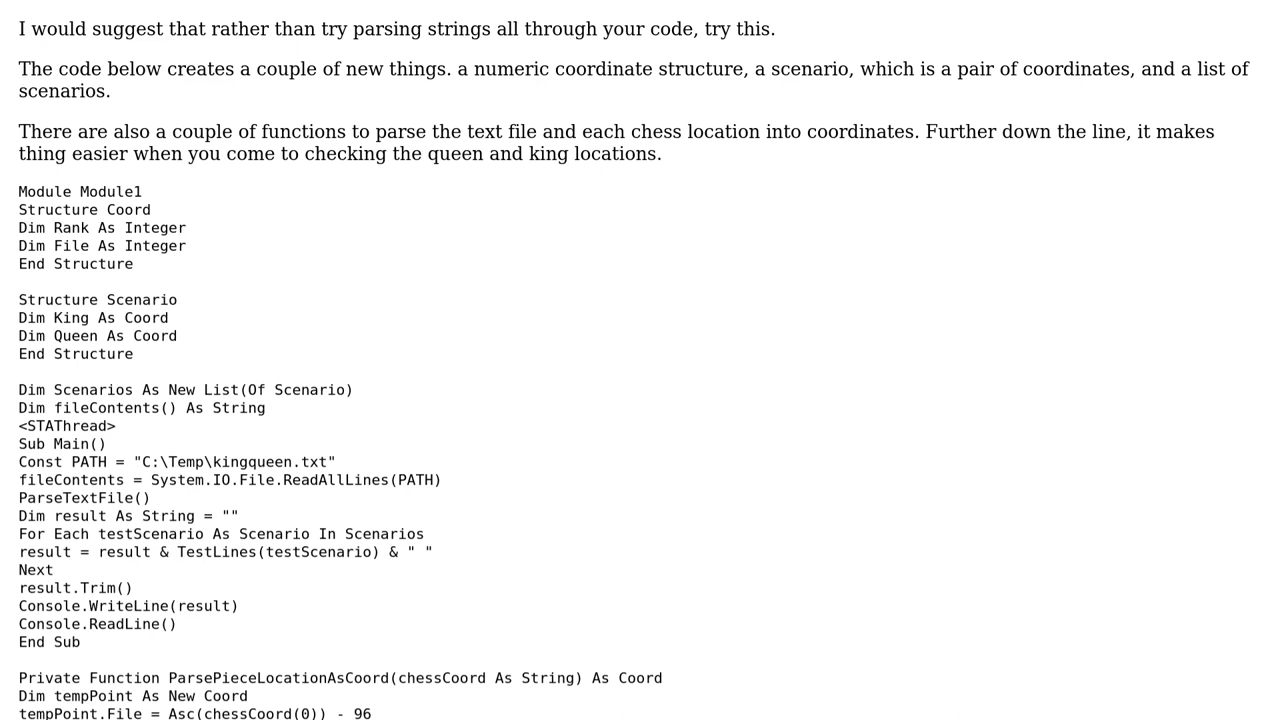 I would suggest that rather than try parsing strings all through your code, try this.
The code below creates a couple of new things. a numeric coordinate structure, a scenario, which is a pair of coordinates, and a list of
scenarios.
There are also a couple of functions to parse the text file and each chess location into coordinates. Further down the line, it makes
thing easier when you come to checking the queen and king locations.
Module Module1
Structure Coord
Dim Rank As Integer
Dim File As Integer
End Structure
Structure Scenario
Dim King As Coord
Dim Queen As Coord
End Structure
Dim Scenarios As New List(Of Scenario)
Dim fileContents() As String
<STAThread>
Sub Main()
Const PATH = "C:\Temp\kingqueen.txt"
fileContents = System.IO.File.ReadAllLines(PATH)
ParseTextFile()
Dim result As String = ""
For Each testScenario As Scenario In Scenarios
result = result & TestLines(testScenario) & " "
Next
result.Trim()
Console.WriteLine(result)
Console.ReadLine()
End Sub
Private Function ParsePieceLocationAsCoord(chessCoord As String) As Coord
Dim tempPoint As New Coord
tempPoint.File = Asc(chessCoord(0)) - 96